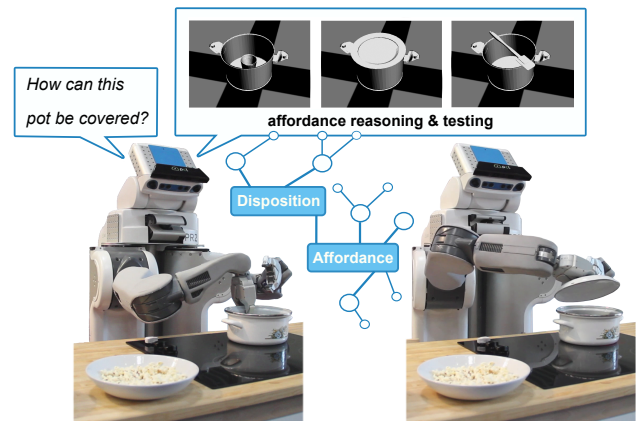 How can this
pot be covered?
affordance reasoning & testing
Disposition
Affordance
PR2